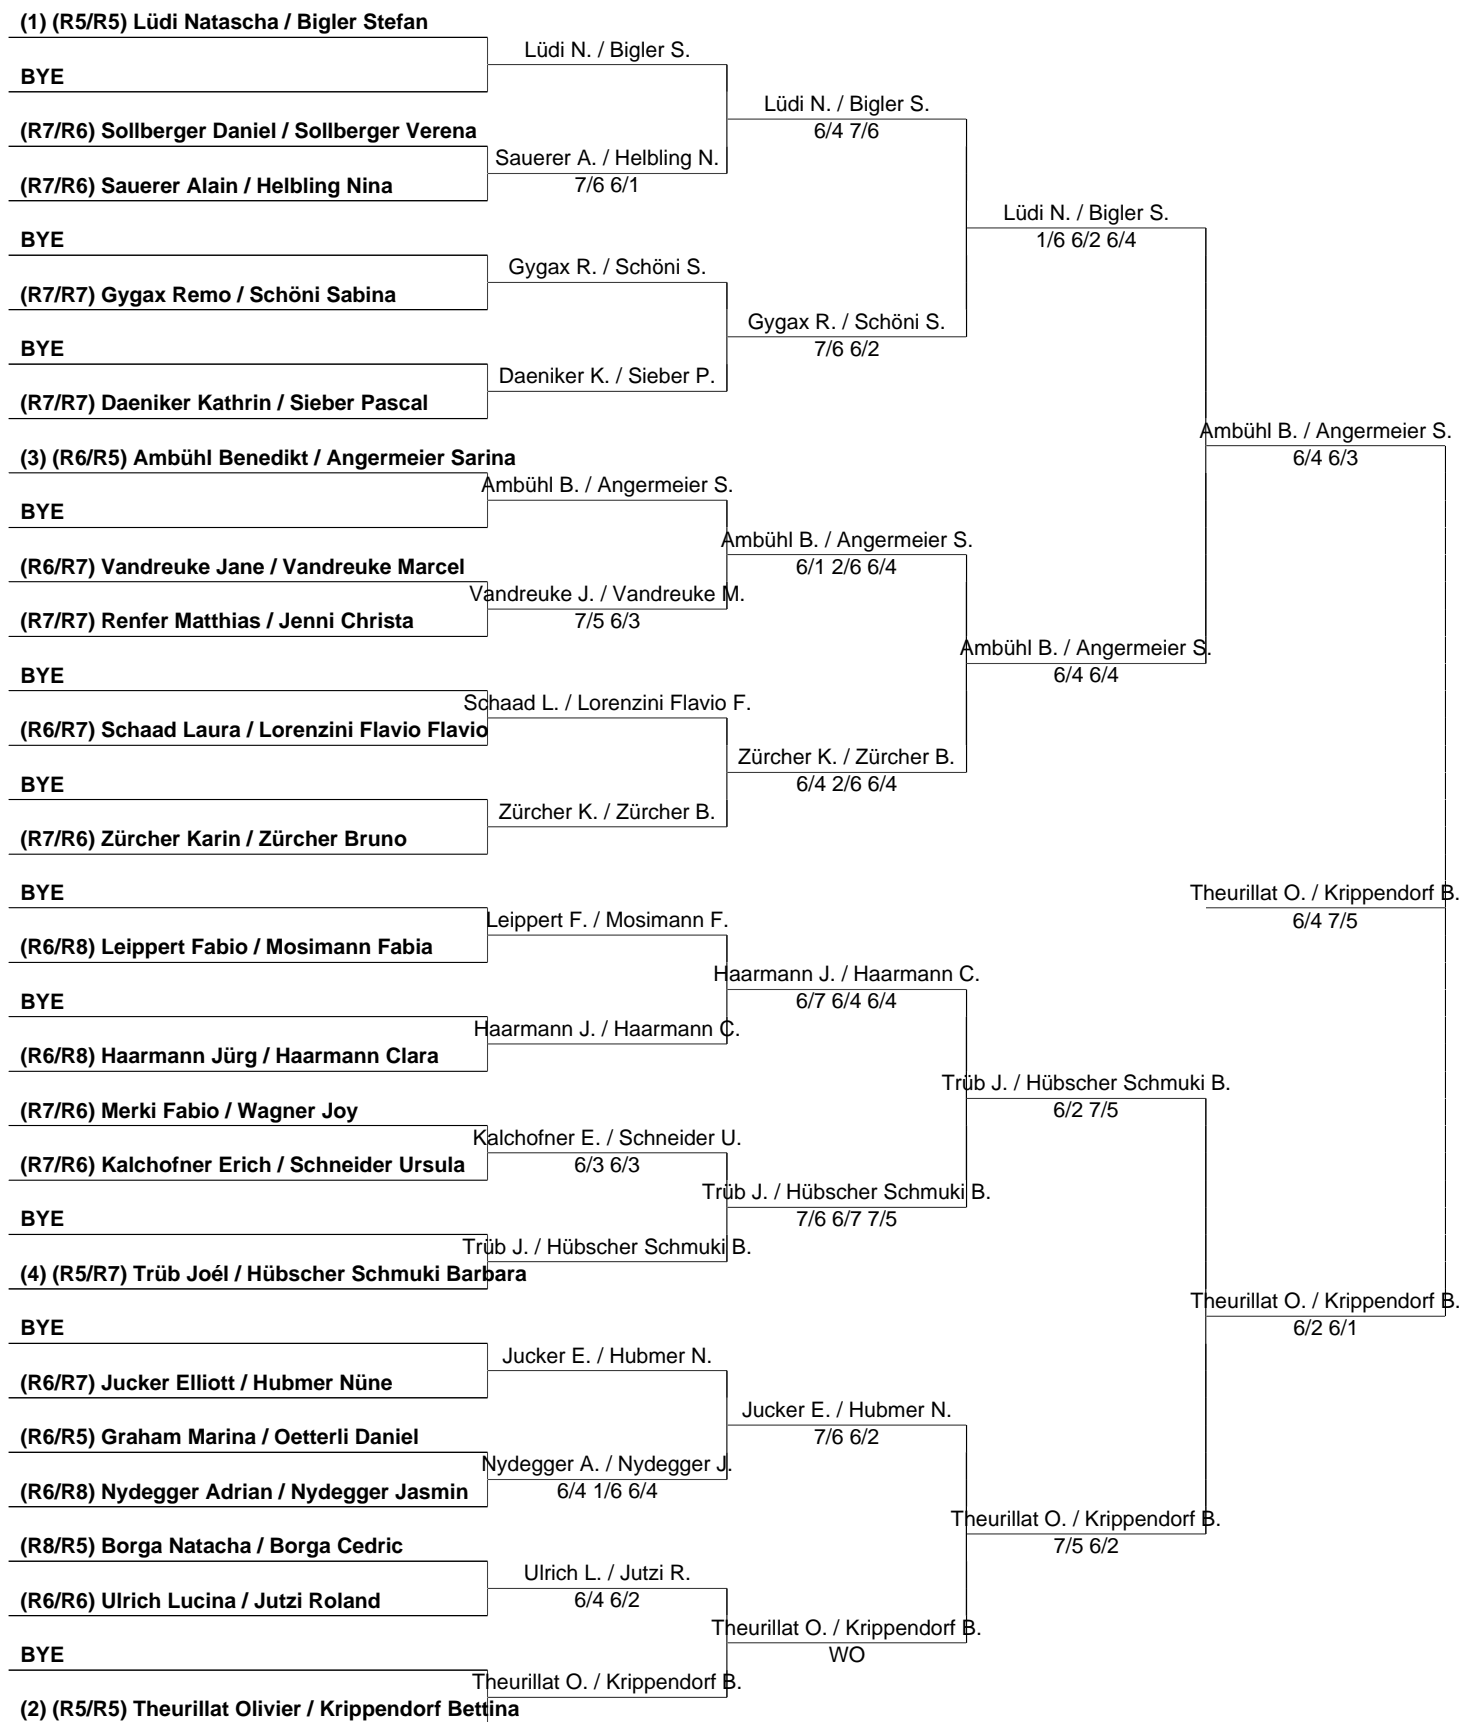 (1) (R5/R5) Lüdi Natascha / Bigler Stefan
Lüdi N. / Bigler S.
BYE
Lüdi N. / Bigler S.
6/4 7/6
(R7/R6) Sollberger Daniel / Sollberger Verena
Sauerer A. / Helbling N.
7/6 6/1
(R7/R6) Sauerer Alain / Helbling Nina
Lüdi N. / Bigler S.
1/6 6/2 6/4
BYE
Gygax R. / Schöni S.
(R7/R7) Gygax Remo / Schöni Sabina
Gygax R. / Schöni S.
7/6 6/2
BYE
Daeniker K. / Sieber P.
(R7/R7) Daeniker Kathrin / Sieber Pascal
Ambühl B. / Angermeier S.
6/4 6/3
(3) (R6/R5) Ambühl Benedikt / Angermeier Sarina
Ambühl B. / Angermeier S.
BYE
Ambühl B. / Angermeier S.
6/1 2/6 6/4
(R6/R7) Vandreuke Jane / Vandreuke Marcel
Vandreuke J. / Vandreuke M.
7/5 6/3
(R7/R7) Renfer Matthias / Jenni Christa
Ambühl B. / Angermeier S.
6/4 6/4
BYE
Schaad L. / Lorenzini Flavio F.
(R6/R7) Schaad Laura / Lorenzini Flavio Flavio
Zürcher K. / Zürcher B.
6/4 2/6 6/4
BYE
Zürcher K. / Zürcher B.
(R7/R6) Zürcher Karin / Zürcher Bruno
BYE
Theurillat O. / Krippendorf B.
6/4 7/5
Leippert F. / Mosimann F.
(R6/R8) Leippert Fabio / Mosimann Fabia
Haarmann J. / Haarmann C.
6/7 6/4 6/4
BYE
Haarmann J. / Haarmann C.
(R6/R8) Haarmann Jürg / Haarmann Clara
Trüb J. / Hübscher Schmuki B.
6/2 7/5
(R7/R6) Merki Fabio / Wagner Joy
Kalchofner E. / Schneider U.
6/3 6/3
(R7/R6) Kalchofner Erich / Schneider Ursula
Trüb J. / Hübscher Schmuki B.
7/6 6/7 7/5
BYE
Trüb J. / Hübscher Schmuki B.
(4) (R5/R7) Trüb Joél / Hübscher Schmuki Barbara
Theurillat O. / Krippendorf B.
6/2 6/1
BYE
Jucker E. / Hubmer N.
(R6/R7) Jucker Elliott / Hubmer Nüne
Jucker E. / Hubmer N.
7/6 6/2
(R6/R5) Graham Marina / Oetterli Daniel
Nydegger A. / Nydegger J.
6/4 1/6 6/4
(R6/R8) Nydegger Adrian / Nydegger Jasmin
Theurillat O. / Krippendorf B.
7/5 6/2
(R8/R5) Borga Natacha / Borga Cedric
Ulrich L. / Jutzi R.
6/4 6/2
(R6/R6) Ulrich Lucina / Jutzi Roland
Theurillat O. / Krippendorf B.
WO
BYE
Theurillat O. / Krippendorf B.
(2) (R5/R5) Theurillat Olivier / Krippendorf Bettina